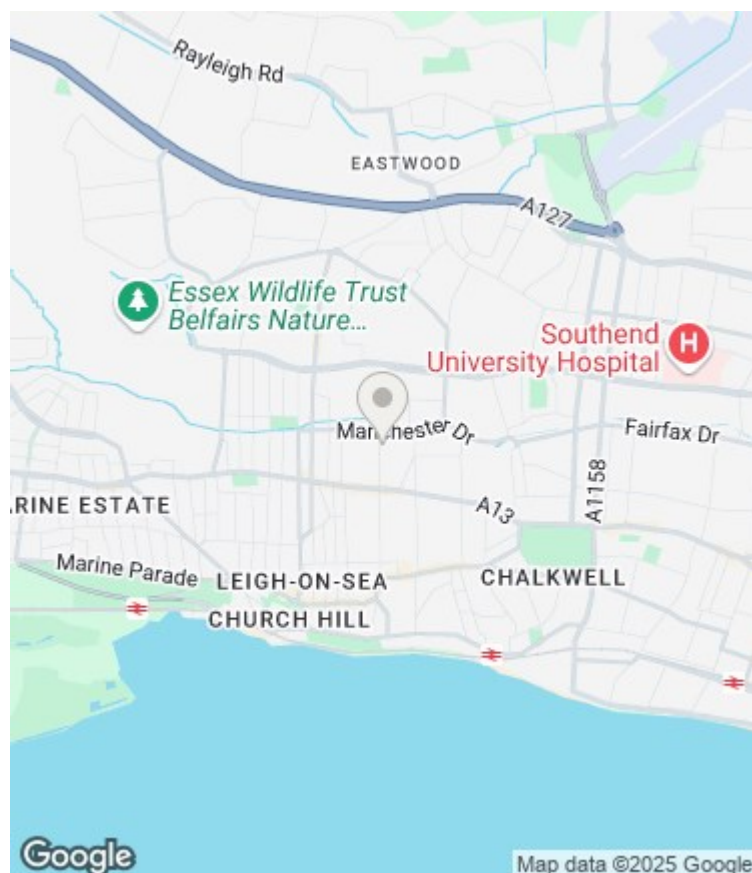 Rayleigh Rd
EASTWOOD
A127
Essex Wildlife Trust
Belfairs Nature...
Southend
University Hospital
H
Manchester Dr
Fairfax Dr
A1158
RINE ESTATE
A13
Marine Parade
LEIGH-ON-SEA
CHALKWELL
CHURCH HILL
Google
Map data ©2025 Google